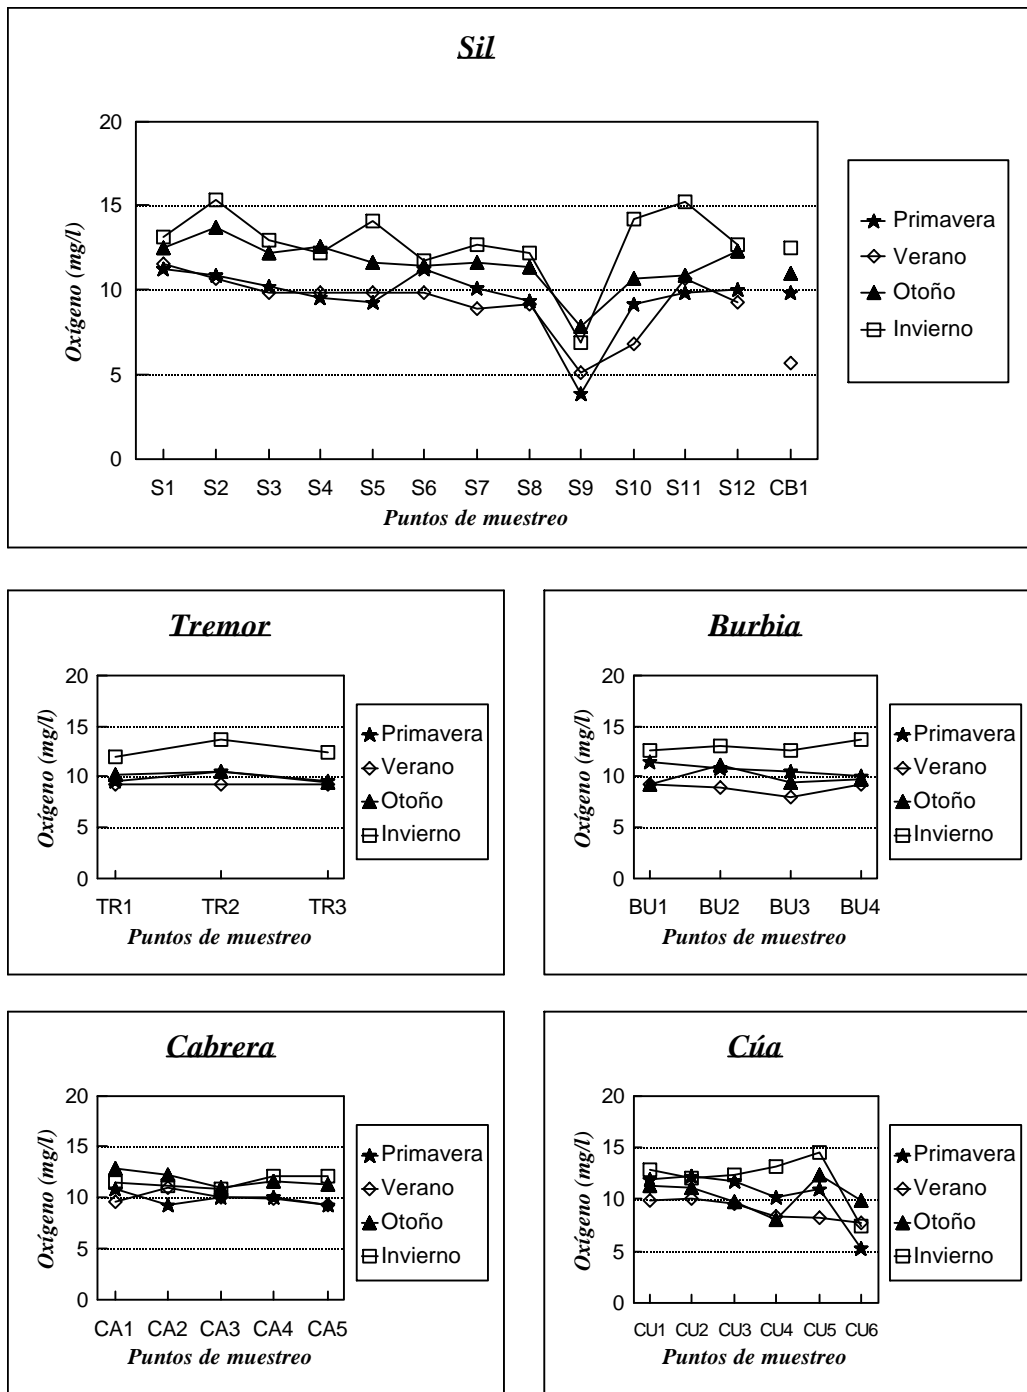 Sil
20
15
10
5
0
Oxígeno (mg/l)
S1 S2 S3 S4 S5 S6 S7 S8 S9 S10 S11 S12 CB1
Puntos de muestreo
Primavera
Verano
Otoño
Invierno
Tremor
20
15
10
5
0
Oxígeno (mg/l)
TR1 TR2 TR3
Puntos de muestreo
Primavera
Verano
Otoño
Invierno
Burbia
20
15
10
5
0
Oxígeno (mg/l)
BU1 BU2 BU3 BU4
Puntos de muestreo
Primavera
Verano
Otoño
Invierno
Cabrera
20
15
10
5
0
Oxígeno (mg/l)
CA1 CA2 CA3 CA4 CA5
Puntos de muestreo
Primavera
Verano
Otoño
Invierno
Cúa
20
15
10
5
0
Oxígeno (mg/l)
CU1 CU2 CU3 CU4 CU5 CU6
Puntos de muestreo
Primavera
Verano
Otoño
Invierno